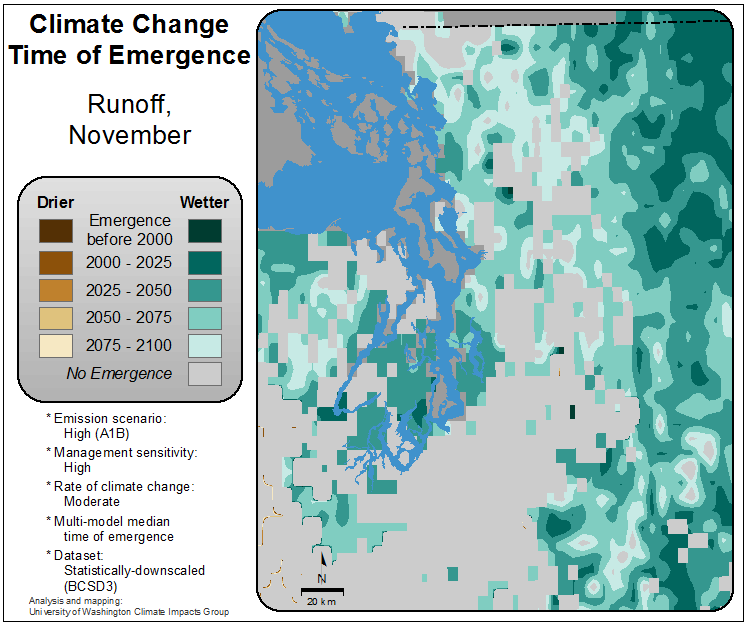 Climate Change
Time of Emergence
Runoff,
November
Drier Wetter
Emergence
before 2000
2000 - 2025
2025 - 2050
2050 - 2075
2075 - 2100
No Emergence
* Emission scenario:
High (A1B)
* Management sensitivity:
High
* Rate of climate change:
Moderate
* Multi-model median
time of emergence
* Dataset:
Statistically-downscaled
(BCSD3)
Analysis and mapping:
University of Washington Climate Impacts Group
N
20 km